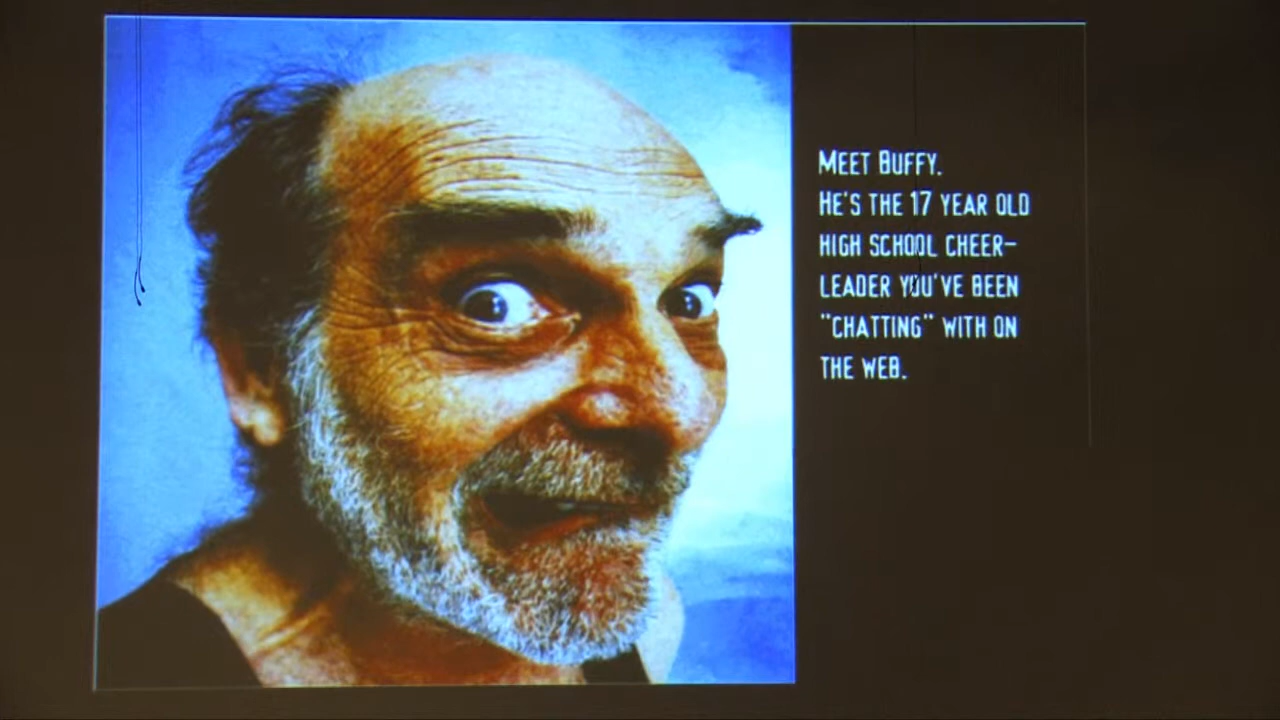 MEET BUFFY.
HE'S THE 17 YEAR OLD
HIGH SCHOOL CHEER-
LEADER YOU'VE BEEN
"CHATTING" WITH ON
THE WEB.